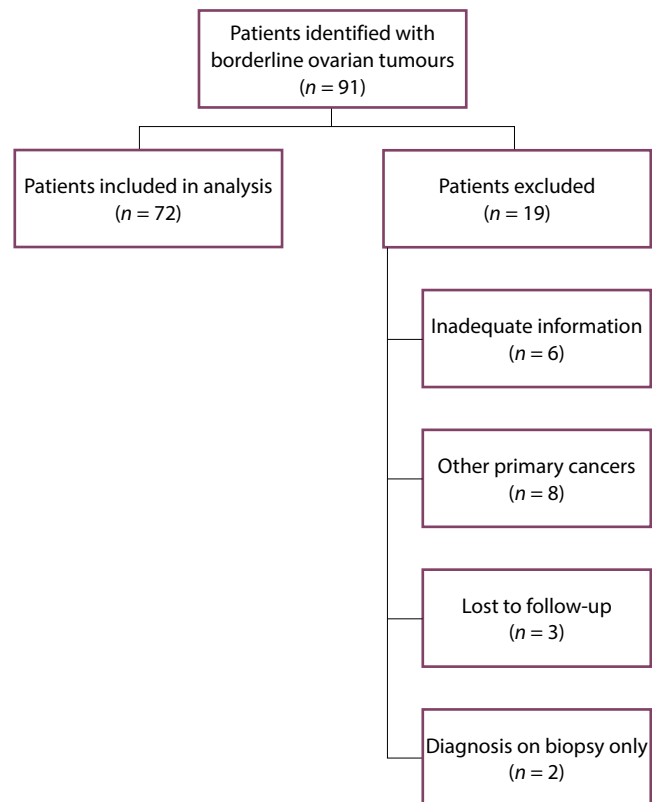 Patients identified with
borderline ovarian tumours
(n = 91)
Patients included in analysis
(n = 72)
Patients excluded
(n = 19)
Inadequate information
(n = 6)
Other primary cancers
(n = 8)
Lost to follow-up
(n = 3)
Diagnosis on biopsy only
(n = 2)